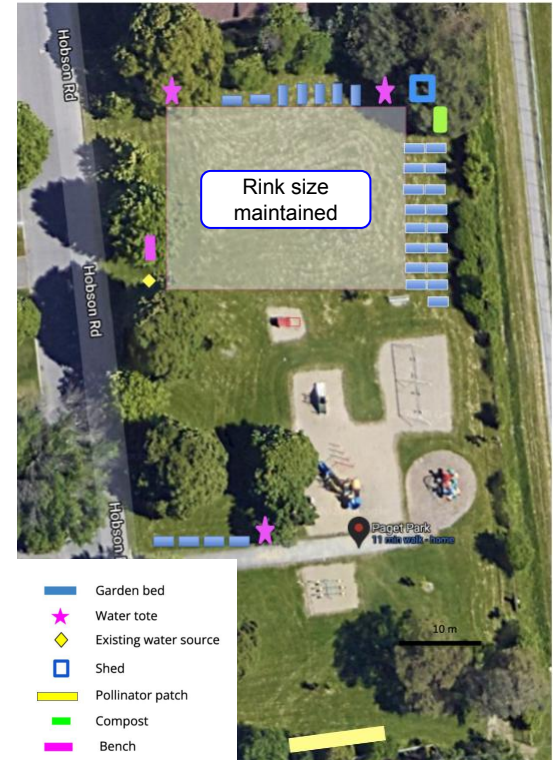 Hobson Rd
Rink size
maintained
Hobson Rd
Hobson
Paget Park
11 min walk - home
10 m
Garden bed
Water tote
Existing water source
Shed
Pollinator patch
Compost
Bench